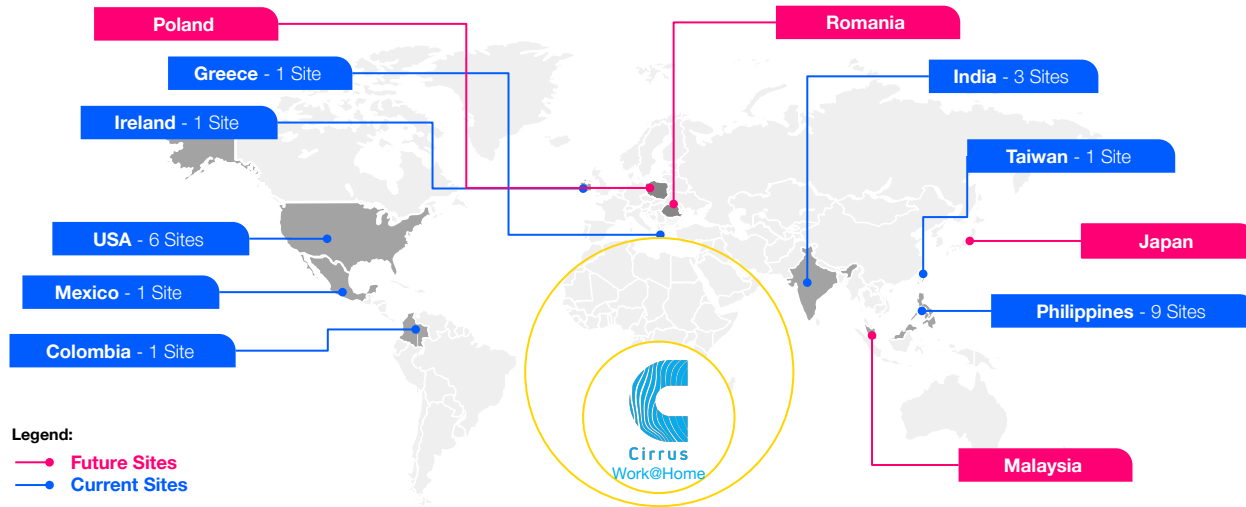 Poland
Romania
Greece - 1 Site
India - 3 Sites
Ireland - 1 Site
Taiwan - 1 Site
USA - 6 Sites
Japan
Mexico - 1 Site
Philippines - 9 Sites
Colombia - 1 Site
Cirrus
Work@Home
Legend:
Future Sites
Current Sites
Malaysia